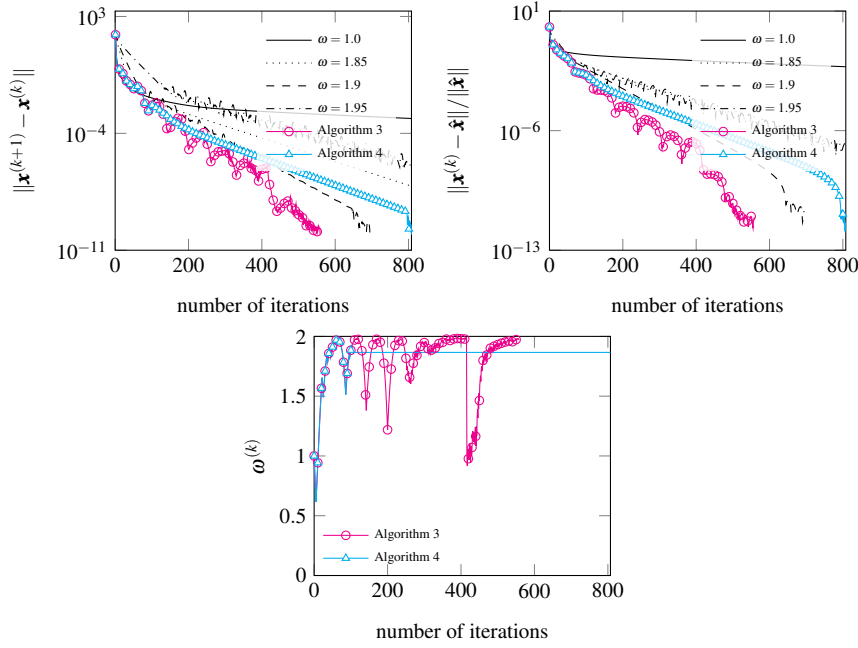 10^3
10^−4
10^−11
‖x^(k+1) − x^(k)‖
ω = 1.0
ω = 1.85
ω = 1.9
ω = 1.95
Algorithm 3
Algorithm 4
0 200 400 600 800
number of iterations
10^1
10^−6
10^−13
‖x^(k) − x̂‖/‖x̂‖
ω = 1.0
ω = 1.85
ω = 1.9
ω = 1.95
Algorithm 3
Algorithm 4
0 200 400 600 800
number of iterations
2
1.5
1
0.5
0
ω^(k)
Algorithm 3
Algorithm 4
0 200 400 600 800
number of iterations